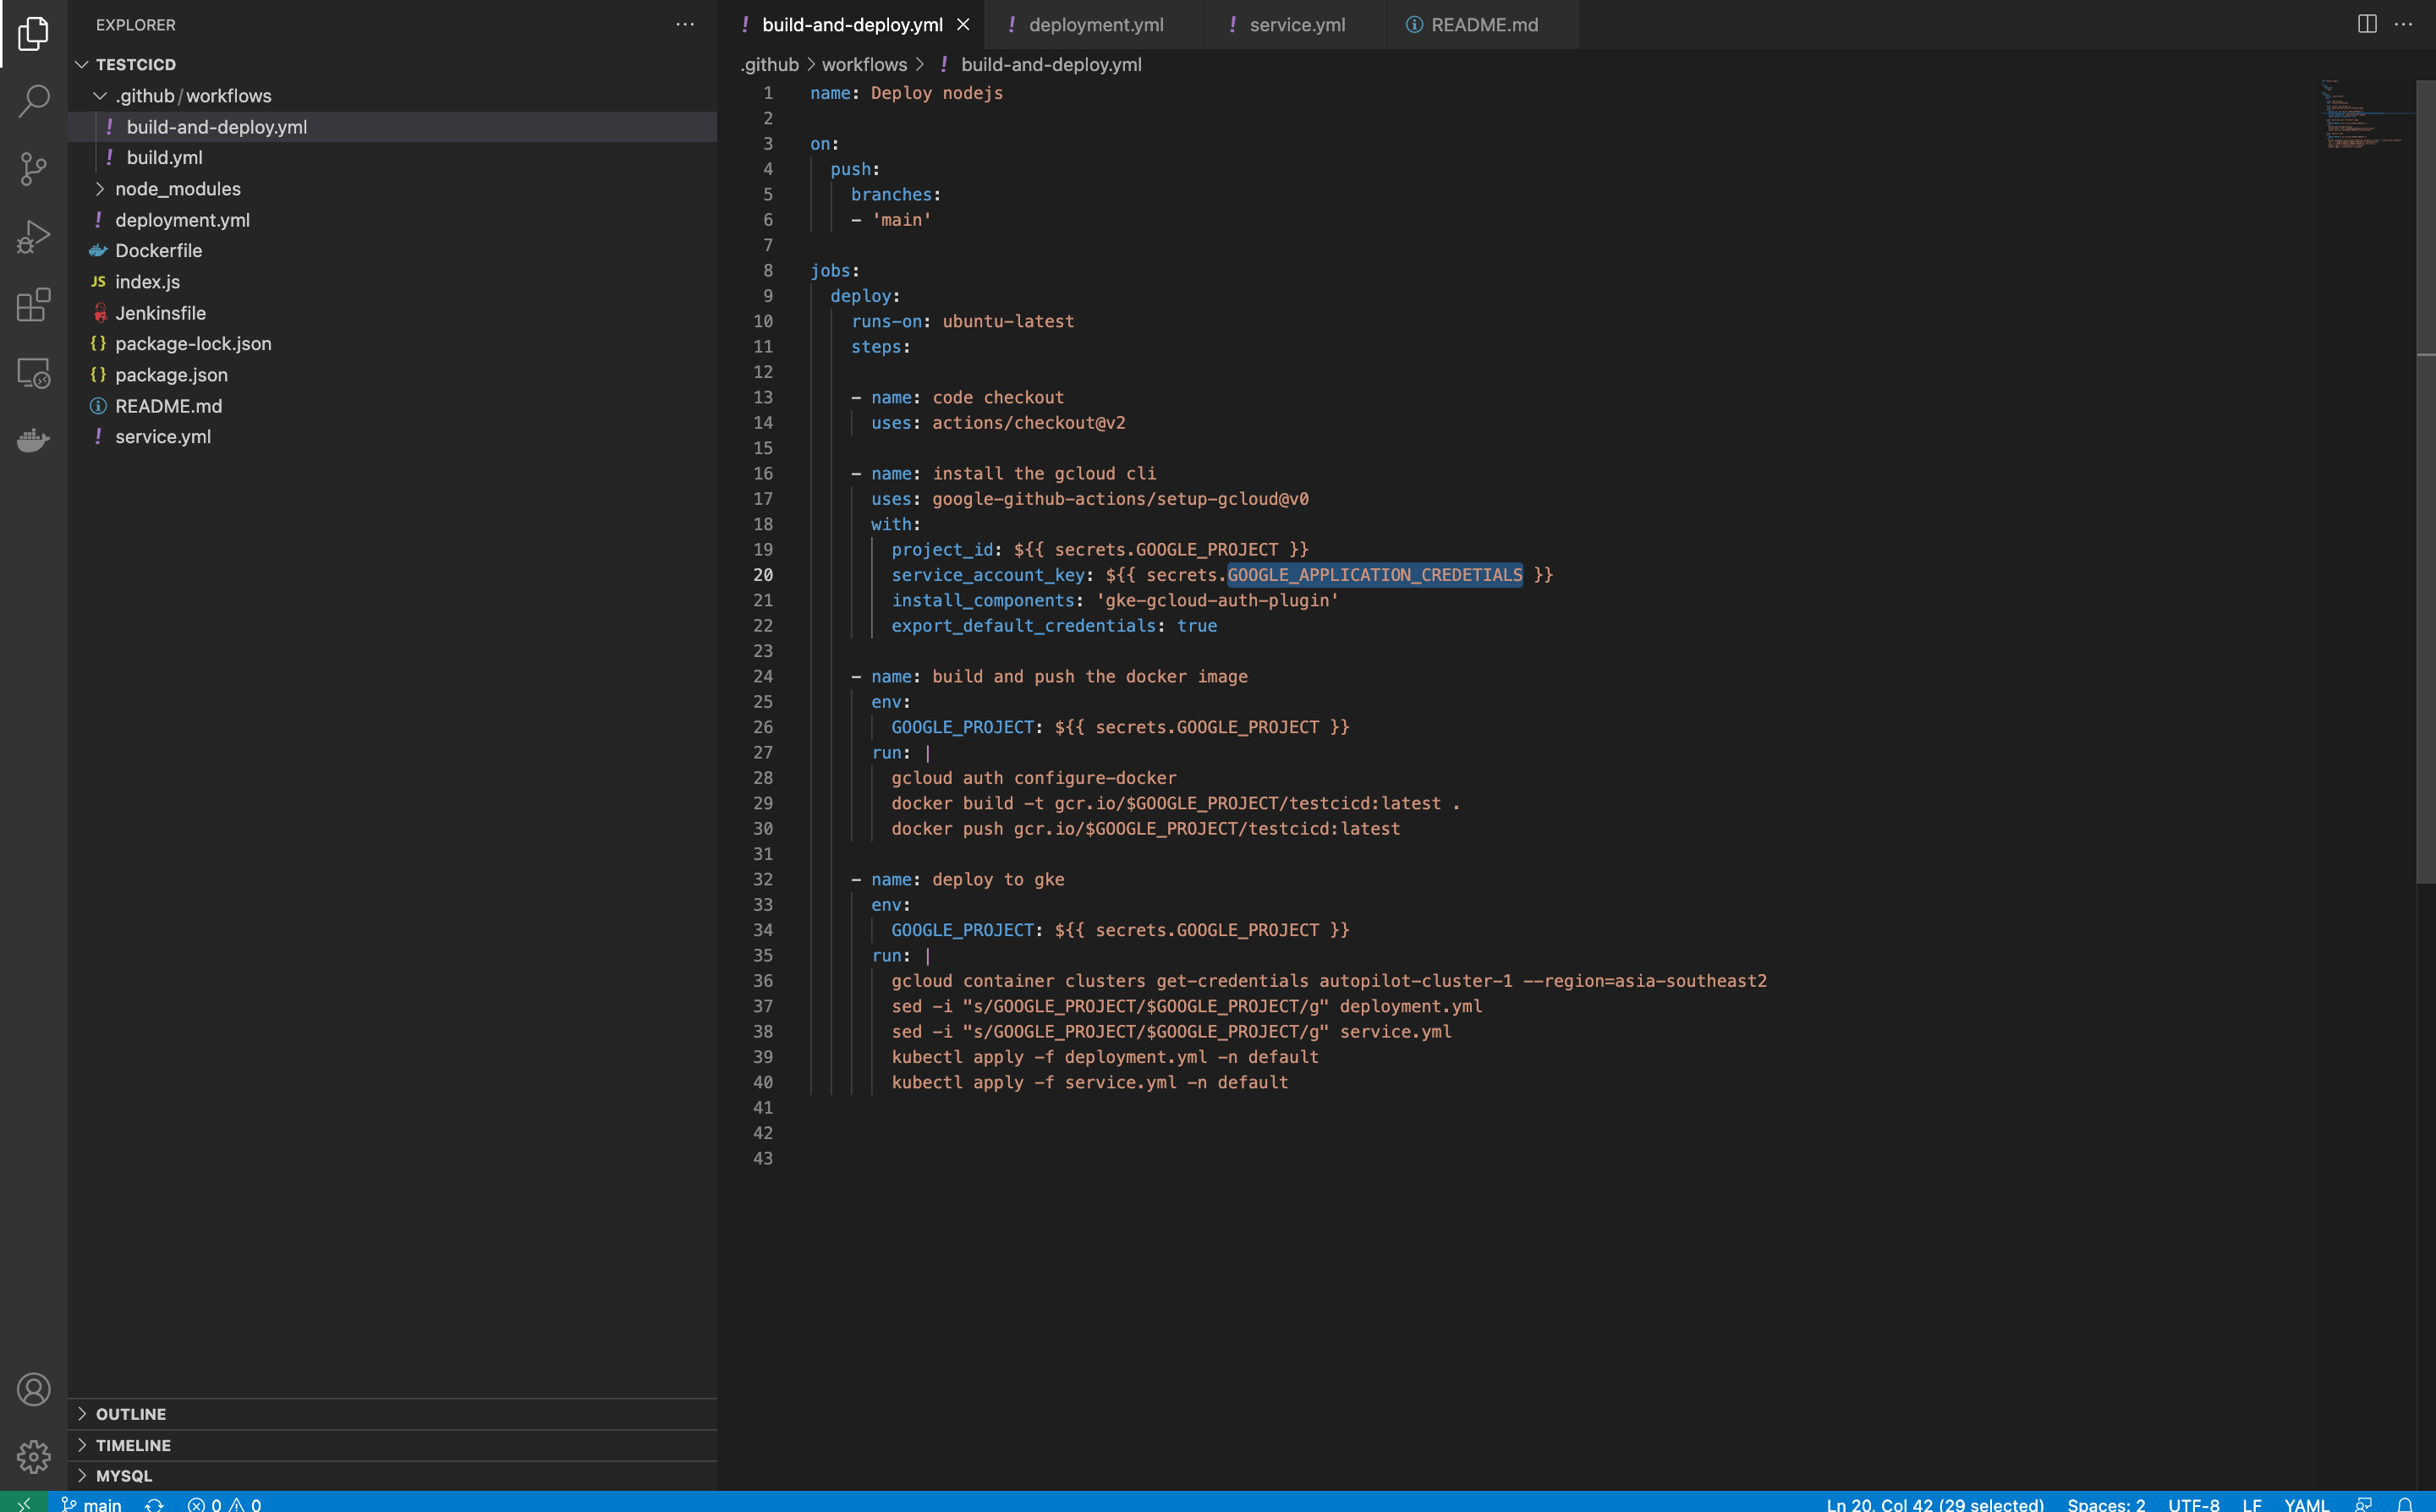 EXPLORER
TESTCICD
.github / workflows
build-and-deploy.yml
build.yml
node_modules
deployment.yml
Dockerfile
JS index.js
Jenkinsfile
{} package-lock.json
{} package.json
README.md
service.yml
OUTLINE
TIMELINE
MYSQL
! build-and-deploy.yml
! deployment.yml
! service.yml
README.md
.github > workflows > ! build-and-deploy.yml
1 name: Deploy nodejs
2
3 on:
4 push:
5 branches:
6 - 'main'
7
8 jobs:
9 deploy:
10 runs-on: ubuntu-latest
11 steps:
12
13 - name: code checkout
14 uses: actions/checkout@v2
15
16 - name: install the gcloud cli
17 uses: google-github-actions/setup-gcloud@v0
18 with:
19 project_id: ${{ secrets.GOOGLE_PROJECT }}
20 service_account_key: ${{ secrets.GOOGLE_APPLICATION_CREDETIALS }}
21 install_components: 'gke-gcloud-auth-plugin'
22 export_default_credentials: true
23
24 - name: build and push the docker image
25 env:
26 GOOGLE_PROJECT: ${{ secrets.GOOGLE_PROJECT }}
27 run: |
28 gcloud auth configure-docker
29 docker build -t gcr.io/$GOOGLE_PROJECT/testcicd:latest .
30 docker push gcr.io/$GOOGLE_PROJECT/testcicd:latest
31
32 - name: deploy to gke
33 env:
34 GOOGLE_PROJECT: ${{ secrets.GOOGLE_PROJECT }}
35 run: |
36 gcloud container clusters get-credentials autopilot-cluster-1 --region=asia-southeast2
37 sed -i "s/GOOGLE_PROJECT/$GOOGLE_PROJECT/g" deployment.yml
38 sed -i "s/GOOGLE_PROJECT/$GOOGLE_PROJECT/g" service.yml
39 kubectl apply -f deployment.yml -n default
40 kubectl apply -f service.yml -n default
41
42
43
main 0 0 Ln 20, Col 42 (29 selected) Spaces: 2 UTF-8 LF YAML